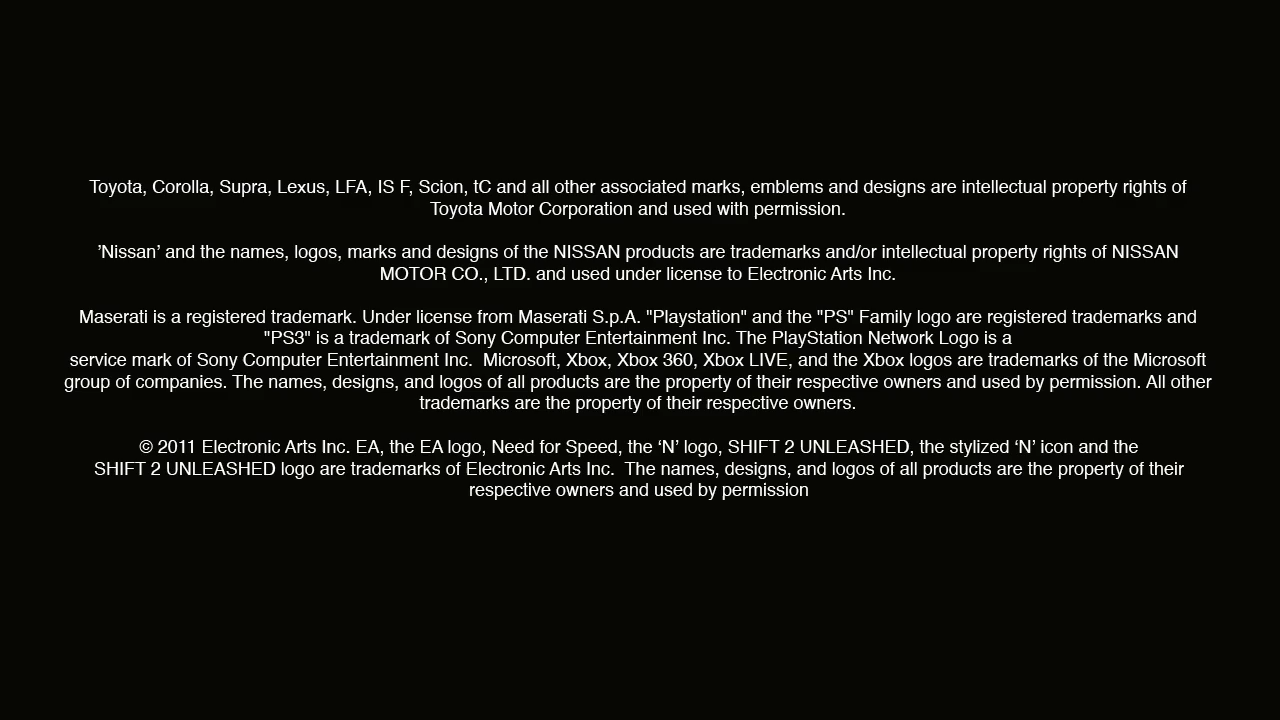 Toyota, Corolla, Supra, Lexus, LFA, IS F, Scion, tC and all other associated marks, emblems and designs are intellectual property rights of
Toyota Motor Corporation and used with permission.
’Nissan’ and the names, logos, marks and designs of the NISSAN products are trademarks and/or intellectual property rights of NISSAN
MOTOR CO., LTD. and used under license to Electronic Arts Inc.
Maserati is a registered trademark. Under license from Maserati S.p.A. "Playstation" and the "PS" Family logo are registered trademarks and
"PS3" is a trademark of Sony Computer Entertainment Inc. The PlayStation Network Logo is a
service mark of Sony Computer Entertainment Inc.  Microsoft, Xbox, Xbox 360, Xbox LIVE, and the Xbox logos are trademarks of the Microsoft
group of companies. The names, designs, and logos of all products are the property of their respective owners and used by permission. All other
trademarks are the property of their respective owners.
© 2011 Electronic Arts Inc. EA, the EA logo, Need for Speed, the ‘N’ logo, SHIFT 2 UNLEASHED, the stylized ‘N’ icon and the
SHIFT 2 UNLEASHED logo are trademarks of Electronic Arts Inc.  The names, designs, and logos of all products are the property of their
respective owners and used by permission